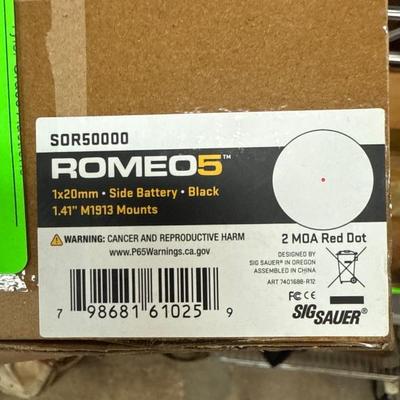 SOR50000
ROMEO5™
1x20mm • Side Battery • Black
1.41" M1913 Mounts
⚠ WARNING: CANCER AND REPRODUCTIVE HARM
www.P65Warnings.ca.gov
7 98681 61025 9
2 MOA Red Dot
DESIGNED BY
SIG SAUER® IN OREGON
ASSEMBLED IN CHINA
ART 7401688-R12
FC CE
SIG SAUER®